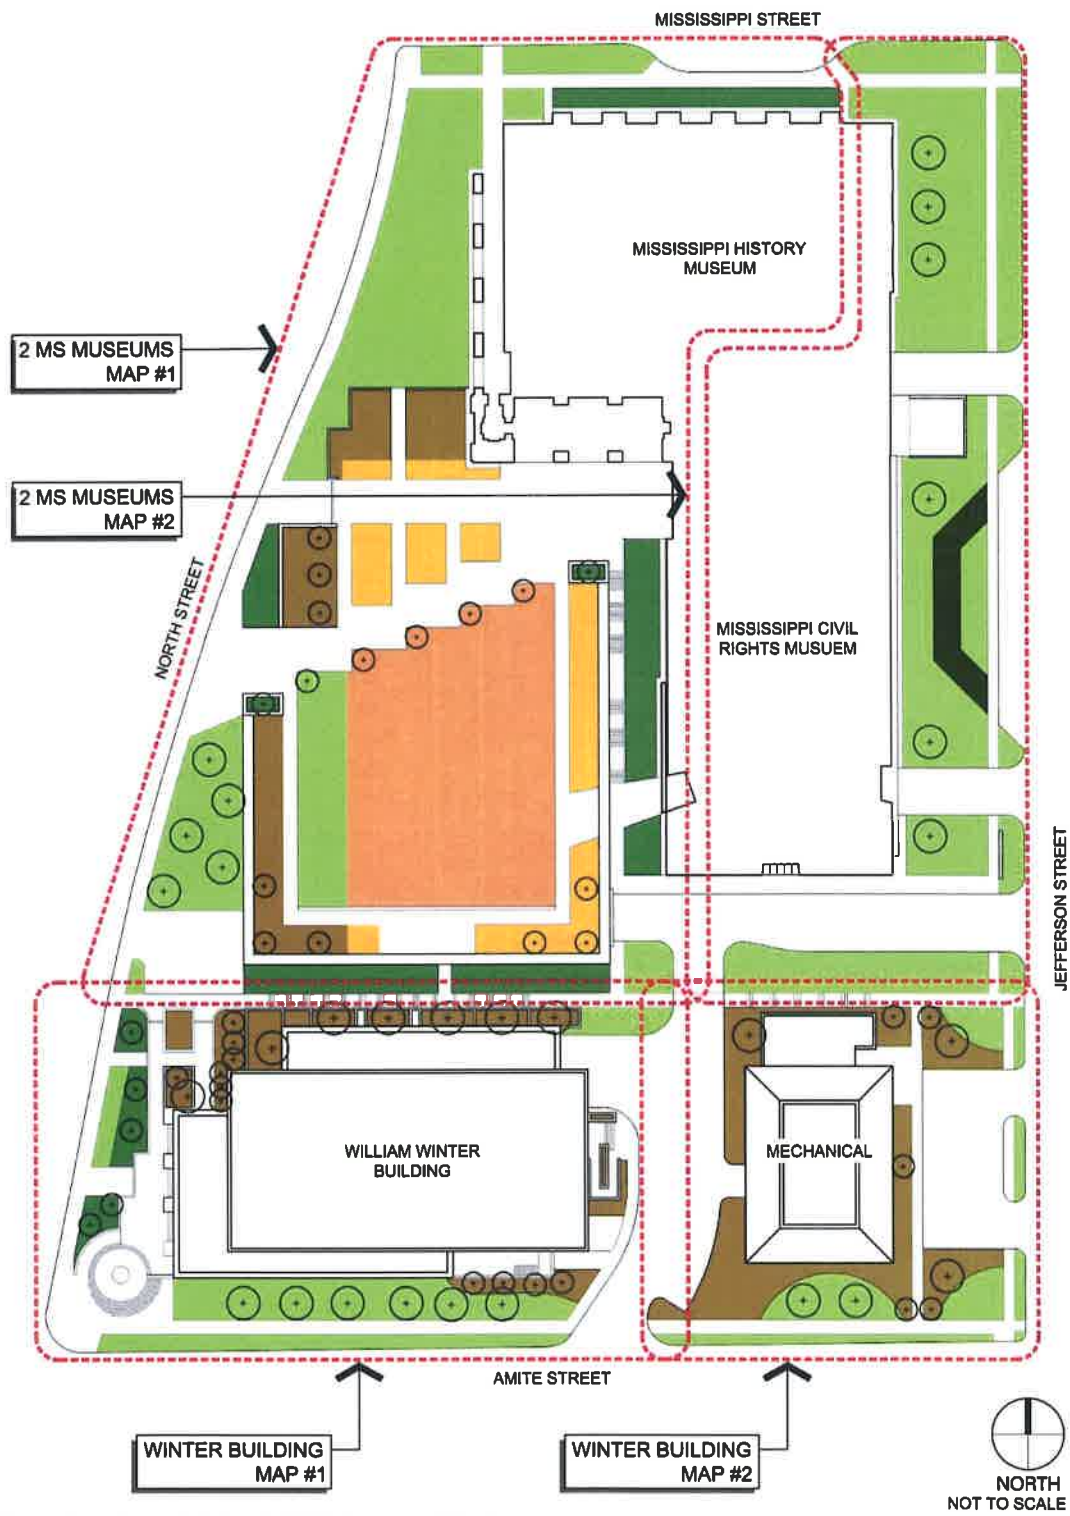 MISSISSIPPI STREET
MISSISSIPPI HISTORY
MUSEUM
2 MS MUSEUMS
MAP #1
2 MS MUSEUMS
MAP #2
NORTH STREET
MISSISSIPPI CIVIL
RIGHTS MUSUEM
JEFFERSON STREET
WILLIAM WINTER
BUILDING
MECHANICAL
AMITE STREET
WINTER BUILDING
MAP #1
WINTER BUILDING
MAP #2
NORTH
NOT TO SCALE